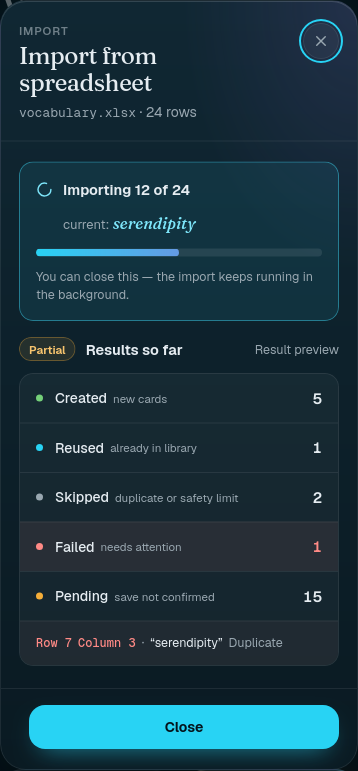 IMPORT
Import from
spreadsheet
vocabulary.xlsx · 24 rows
Importing 12 of 24
current: serendipity
You can close this — the import keeps running in
the background.
Partial Results so far Result preview
Created new cards 5
Reused already in library 1
Skipped duplicate or safety limit 2
Failed needs attention 1
Pending save not confirmed 15
Row 7 Column 3 · “serendipity” Duplicate
Close